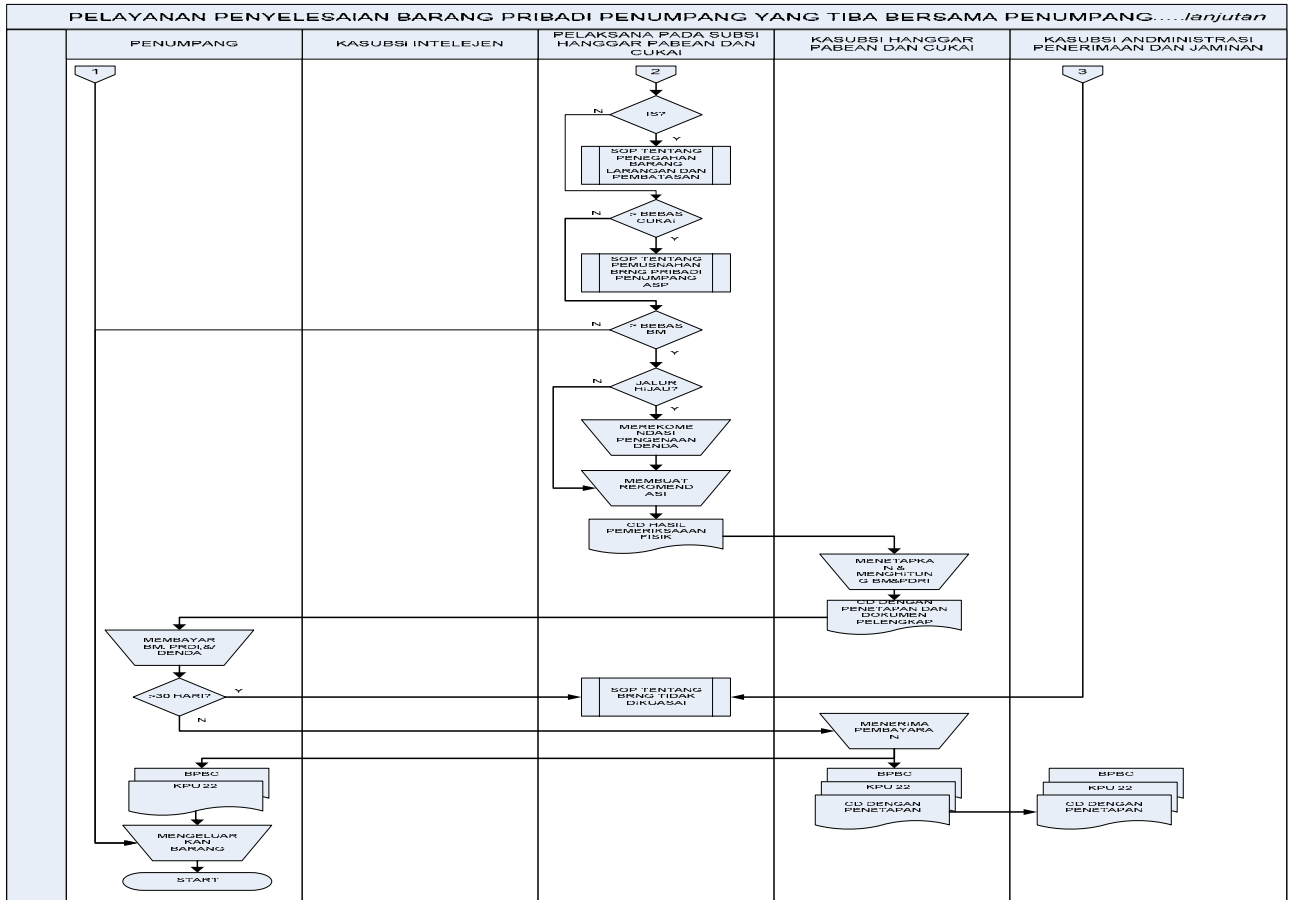 PELAYANAN PENYELESAIAN BARANG PRIBADI PENUMPANG YANG TIBA BERSAMA PENUMPANG.....lanjutan
PENUMPANG
KASUBSI INTELEJEN
PELAKSANA PADA SUBSI
HANGGAR PABEAN DAN
CUKAI
KASUBSI HANGGAR
PABEAN DAN CUKAI
KASUBSI ANDMINISTRASI
PENERIMAAN DAN JAMINAN
1
2
3
IS?
N
Y
SOP TENTANG
PENEGAHAN
BARANG
LARANGAN DAN
PEMBATASAN
> BEBAS
CUKAI
N
Y
SOP TENTANG
PEMUSNAHAN
BRNG PRIBADI
PENUMPANG
ASP
> BEBAS
BM
N
Y
JALUR
HIJAU?
N
Y
MEREKOME
NDASI
PENGENAAN
DENDA
MEMBUAT
REKOMEND
ASI
CD HASIL
PEMERIKSAAAN
FISIK
MENETAPKA
N &
MENGHITUN
G BM&PDRI
CD DENGAN
PENETAPAN DAN
DOKUMEN
PELENGKAP
MEMBAYAR
BM, PRDI,&/
DENDA
>30 HARI?
Y
N
SOP TENTANG
BRNG TIDAK
DIKUASAI
MENERIMA
PEMBAYARA
N
BPBC
KPU 22
BPBC
KPU 22
CD DENGAN
PENETAPAN
BPBC
KPU 22
CD DENGAN
PENETAPAN
MENGELUAR
KAN
BARANG
START